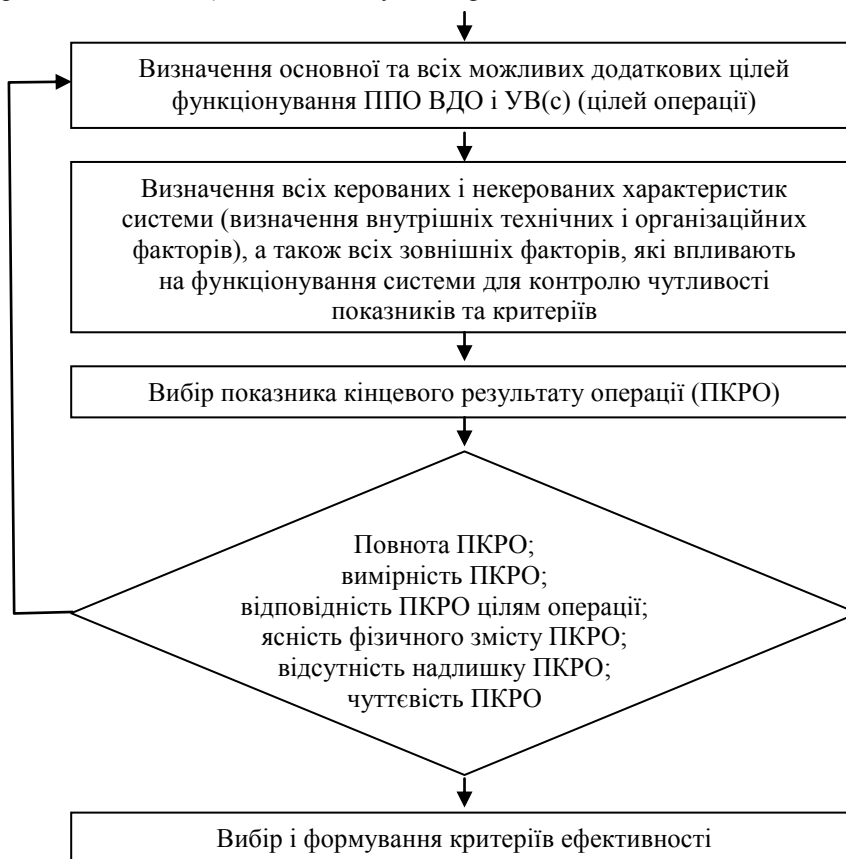 Визначення основної та всіх можливих додаткових цілей
функціонування ППО ВДО і УВ(с) (цілей операції)
Визначення всіх керованих і некерованих характеристик
системи (визначення внутрішніх технічних і організаційних
факторів), а також всіх зовнішніх факторів, які впливають
на функціонування системи для контролю чутливості
показників та критеріїв
Вибір показника кінцевого результату операції (ПКРО)
Повнота ПКРО;
вимірність ПКРО;
відповідність ПКРО цілям операції;
ясність фізичного змісту ПКРО;
відсутність надлишку ПКРО;
чуттєвість ПКРО
Вибір і формування критеріїв ефективності